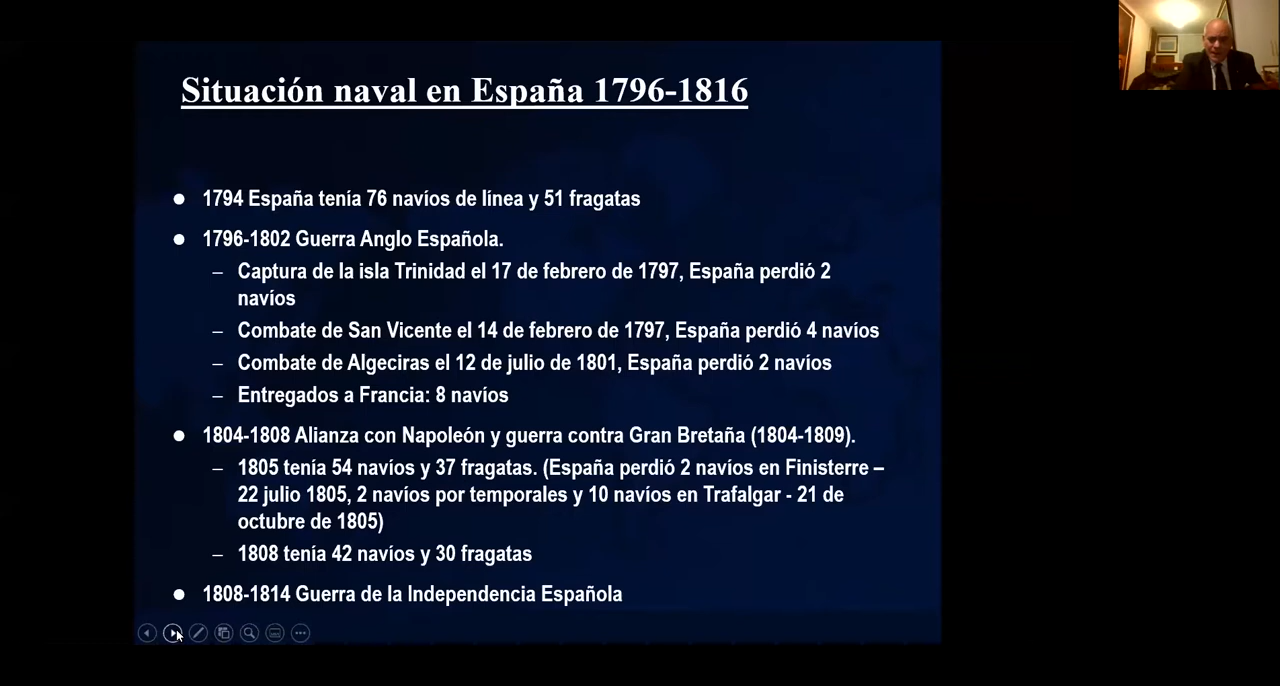 Situación naval en España 1796-1816
● 1794 España tenía 76 navíos de línea y 51 fragatas
● 1796-1802 Guerra Anglo Española.
– Captura de la isla Trinidad el 17 de febrero de 1797, España perdió 2
navíos
– Combate de San Vicente el 14 de febrero de 1797, España perdió 4 navíos
– Combate de Algeciras el 12 de julio de 1801, España perdió 2 navíos
– Entregados a Francia: 8 navíos
● 1804-1808 Alianza con Napoleón y guerra contra Gran Bretaña (1804-1809).
– 1805 tenía 54 navíos y 37 fragatas. (España perdió 2 navíos en Finisterre –
22 julio 1805, 2 navíos por temporales y 10 navíos en Trafalgar - 21 de
octubre de 1805)
– 1808 tenía 42 navíos y 30 fragatas
● 1808-1814 Guerra de la Independencia Española